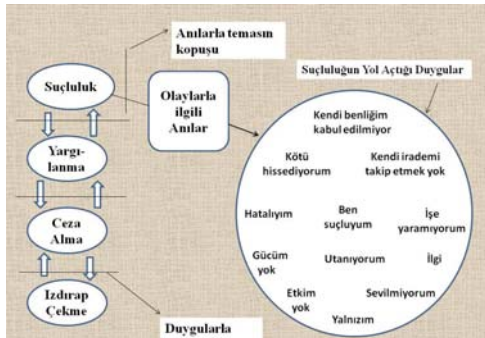 Anılarla temasın
kopuşu
Suçluluk
Olaylarla
ilgili
Anılar
Yargı-
lanma
Ceza
Alma
Izdırap
Çekme
Duygularla
Suçluluğun Yol Açtığı Duygular
Kendi benliğim
kabul edilmiyor
Kötü
hissediyorum
Kendi irademi
takip etmek yok
Hatalıyım
Ben
suçluyum
İşe
yaramıyorum
Gücüm
yok
Utanıyorum
İlgi
Etkim
yok
Sevilmiyorum
Yalnızım